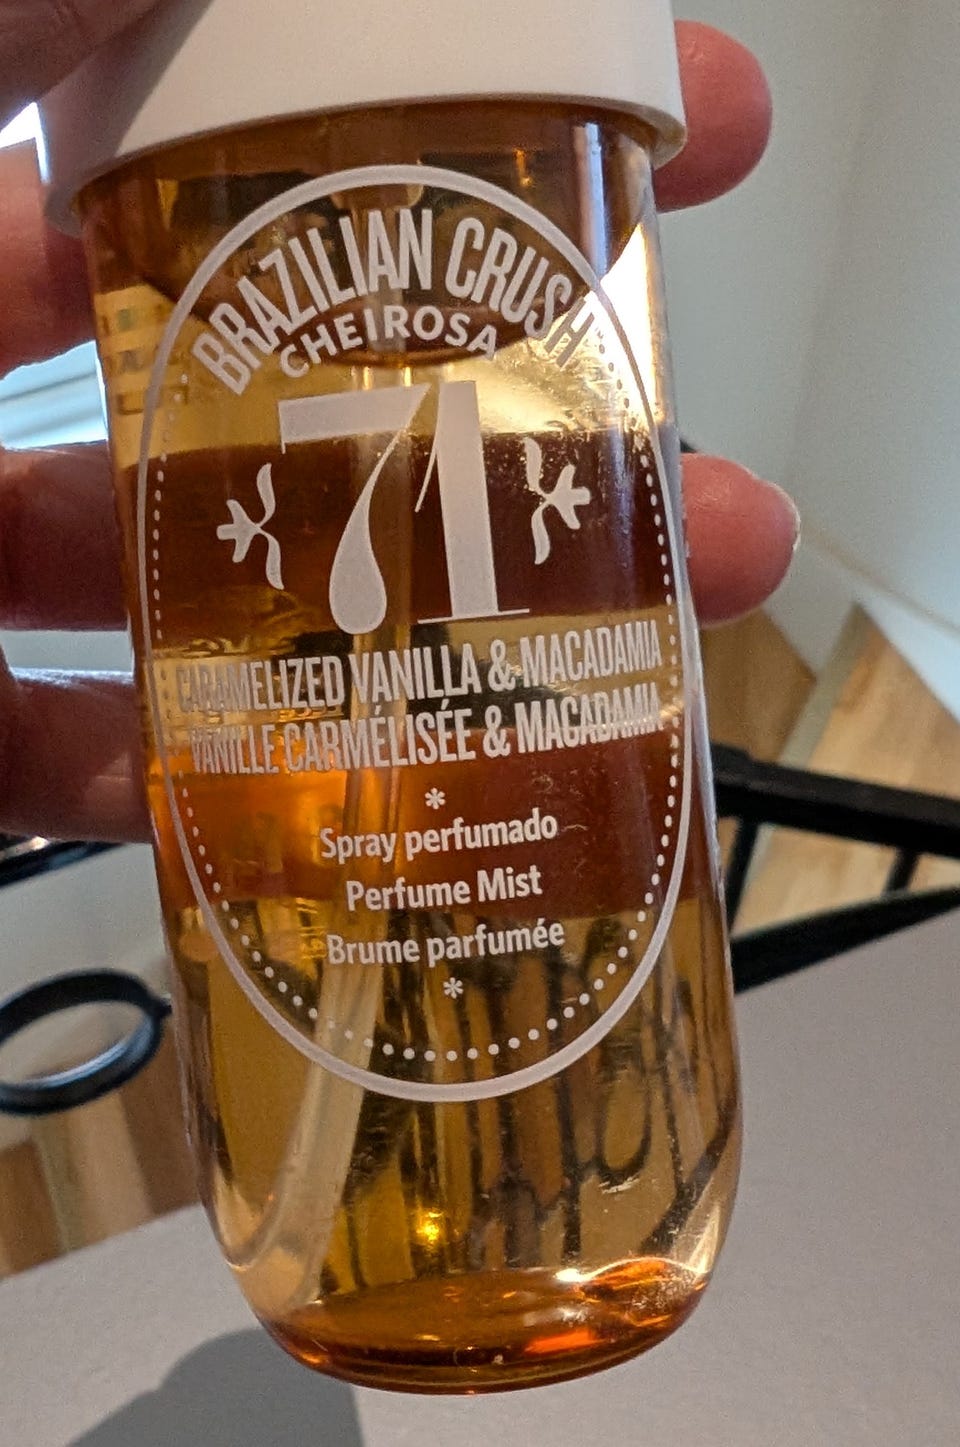 BRAZILIAN CRUSH
CHEIROSA
71
CARAMELIZED VANILLA & MACADAMIA
VANILLE CARMÉLISÉE & MACADAMIA
*
Spray perfumado
Perfume Mist
Brume parfumée
*